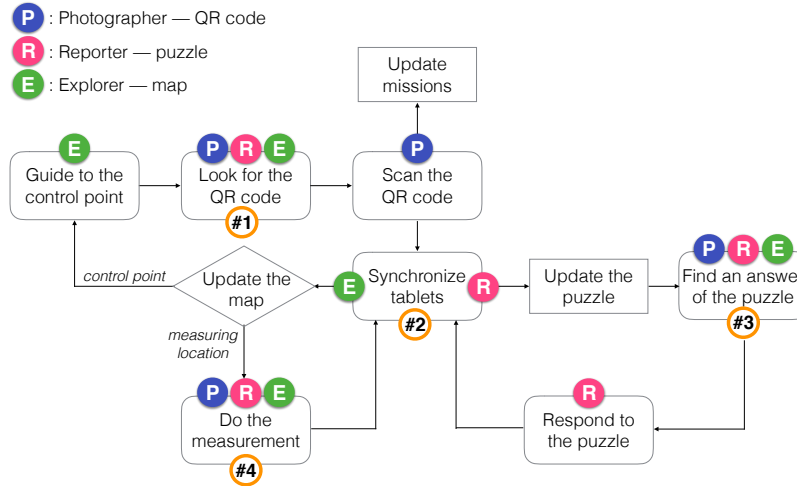 P : Photographer — QR code
R : Reporter — puzzle
E : Explorer — map
Update
missions
E
Guide to the
control point
P R E
Look for the
QR code
#1
P
Scan the
QR code
control point
Update the
map
measuring
location
E
Synchronize
tablets
R
#2
Update the
puzzle
P R E
Find an answe
of the puzzle
#3
P R E
Do the
measurement
#4
R
Respond to
the puzzle